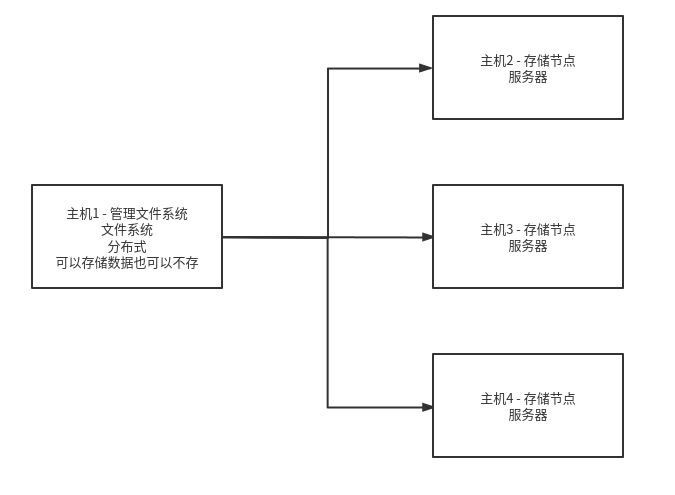 主机2 - 存储节点
服务器
主机1 - 管理文件系统
文件系统
分布式
可以存储数据也可以不存
主机3 - 存储节点
服务器
主机4 - 存储节点
服务器